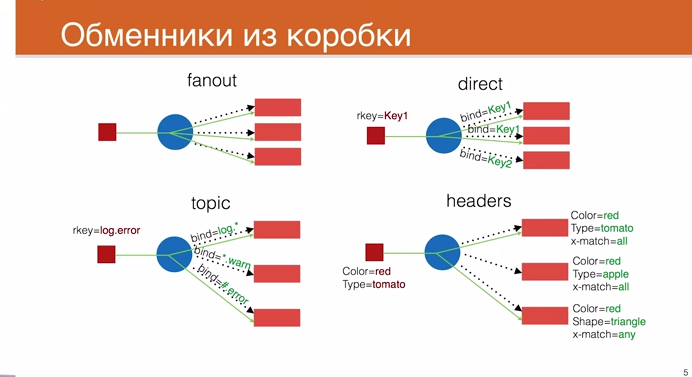 Обменники из коробки
fanout
direct
rkey=Key1
bind=Key1
bind=Key1
bind=Key2
topic
rkey=log.error
bind=log.*
bind=*.warn
bind=#.error
headers
Color=red
Type=tomato
Color=red
Type=tomato
x-match=all
Color=red
Type=apple
x-match=all
Color=red
Shape=triangle
x-match=any
5